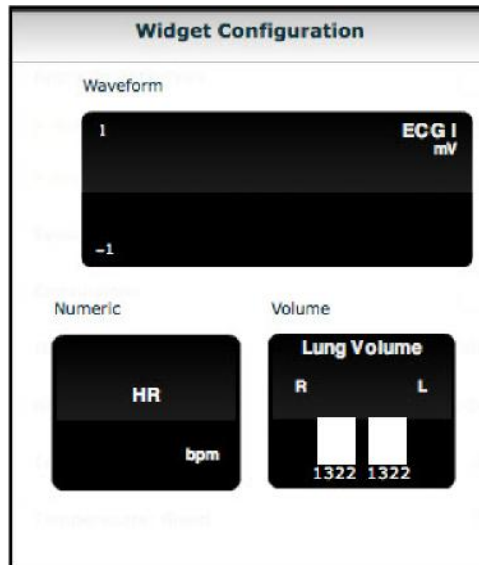 Widget Configuration
Waveform
1 ECG I
mV
−1
Numeric Volume
HR
bpm
Lung Volume
R L
1322 1322